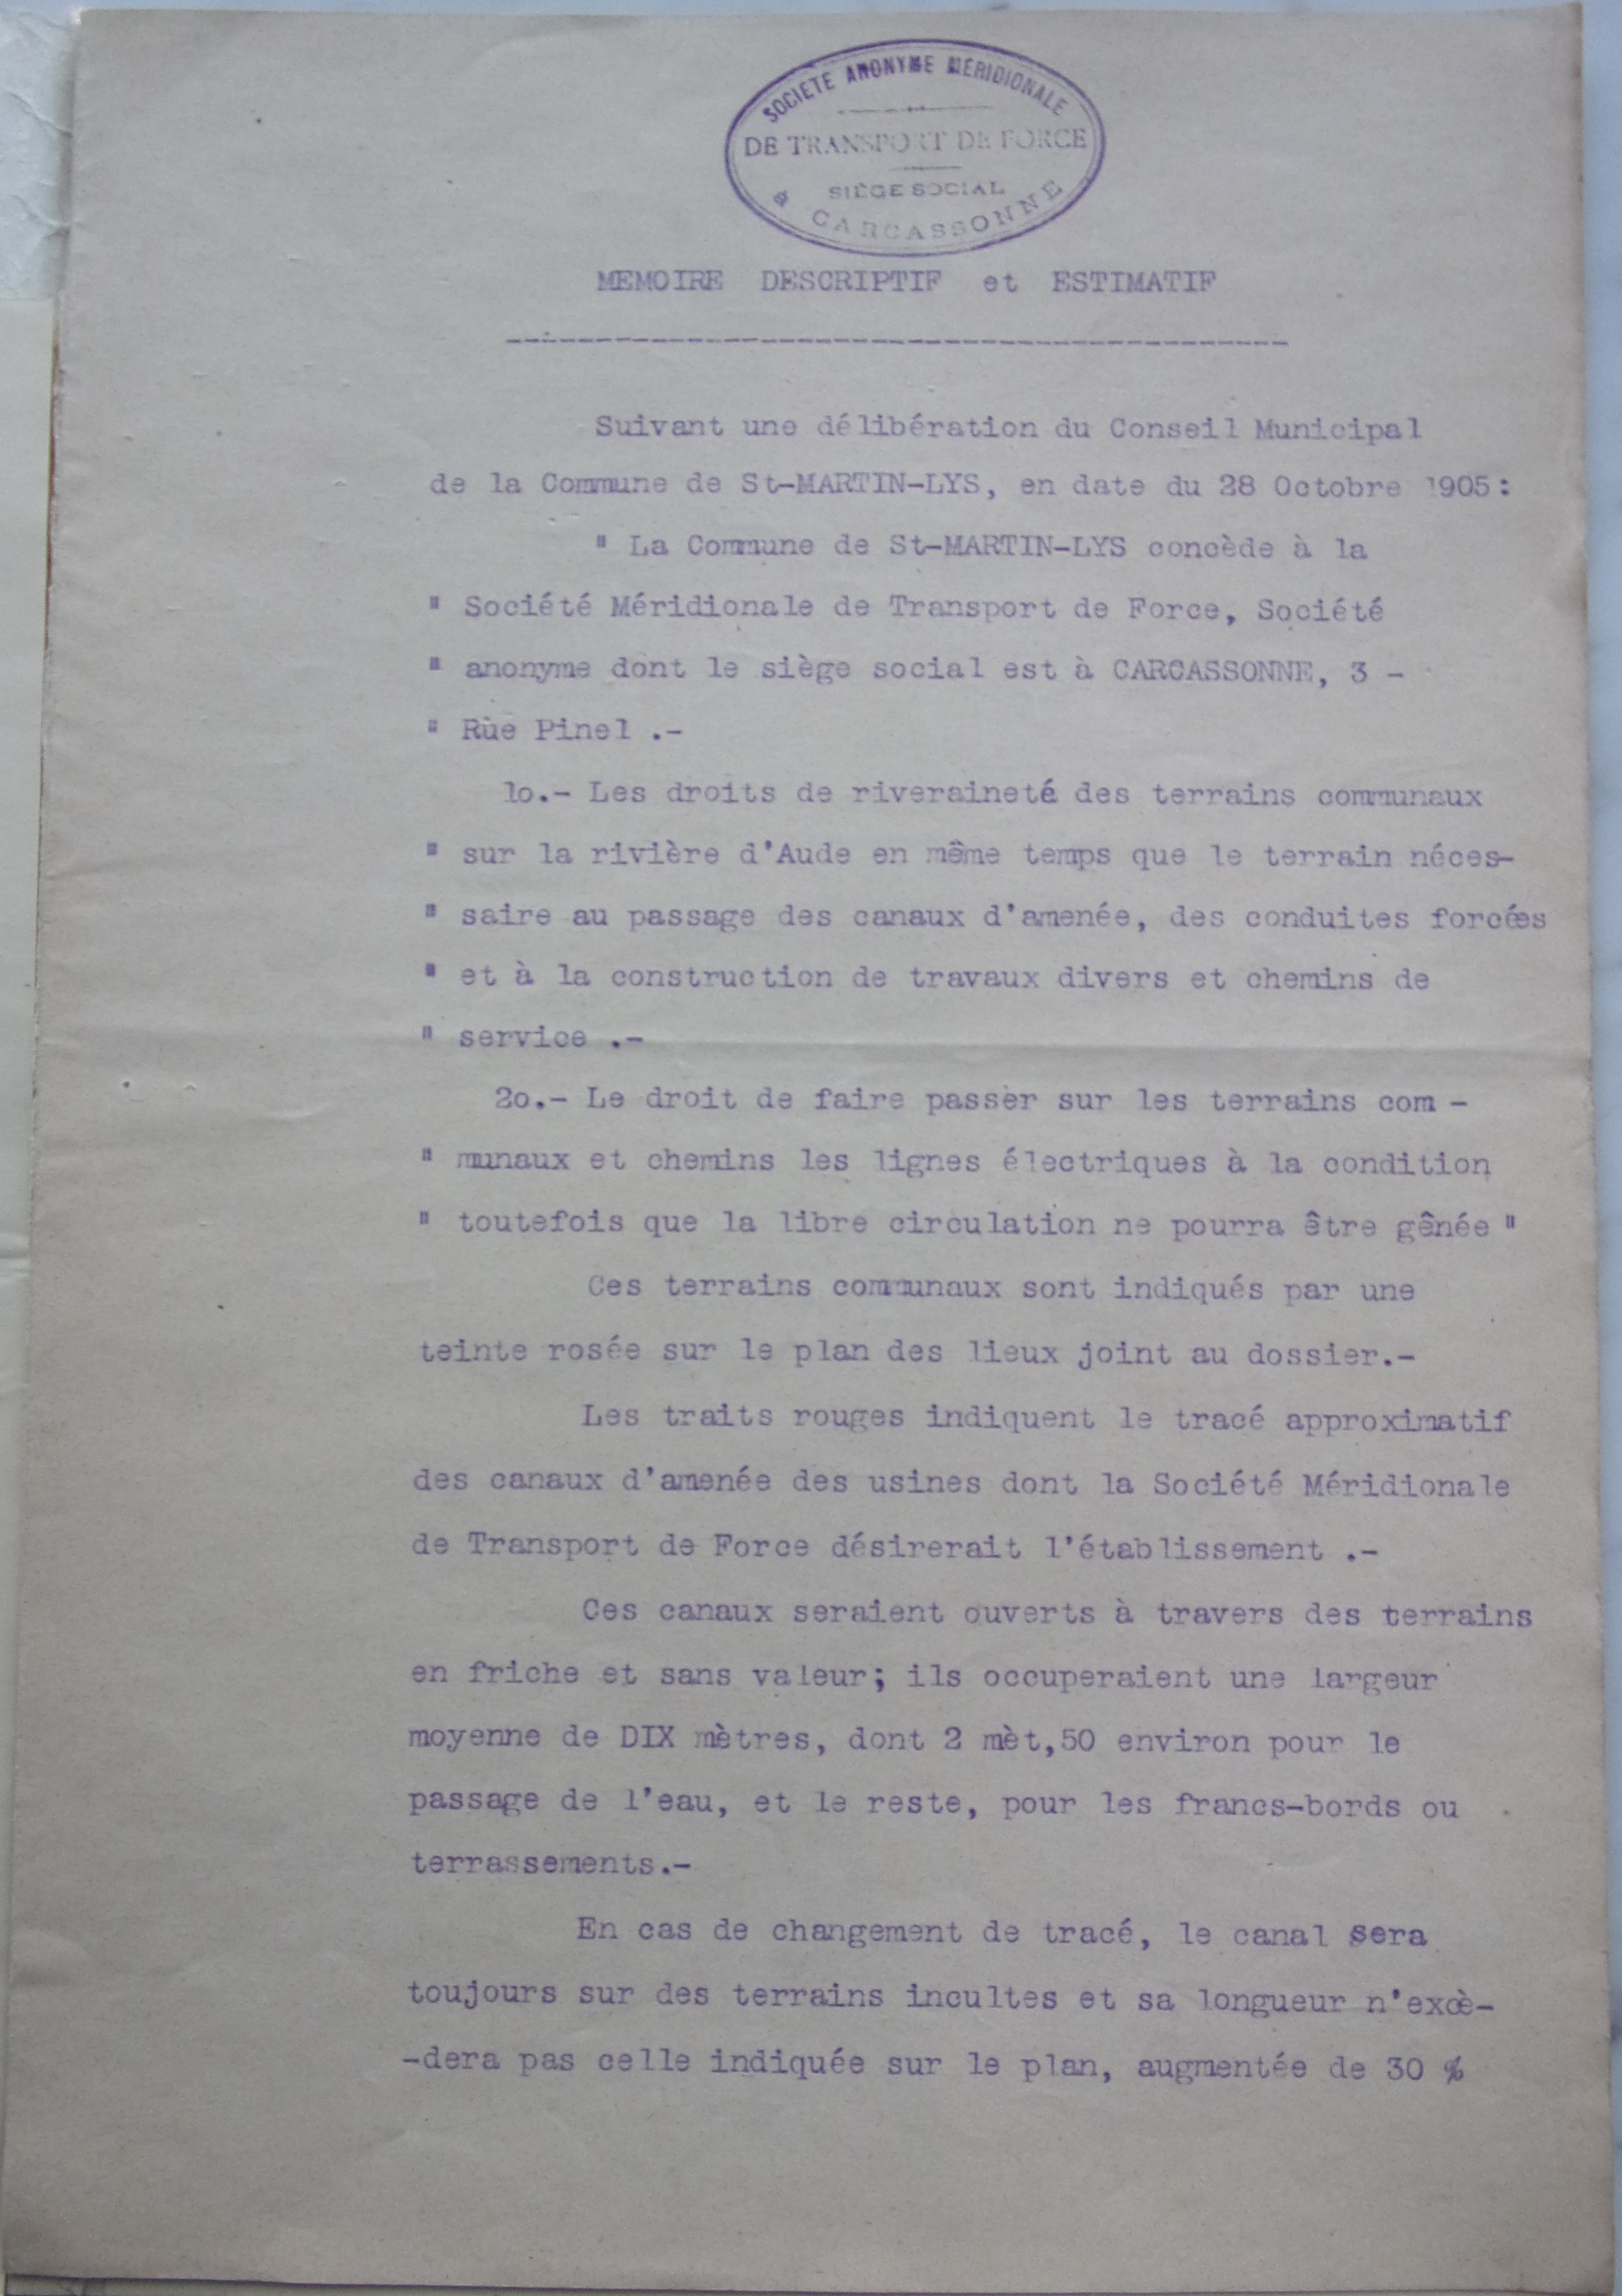 SOCIÉTÉ ANONYME MÉRIDIONALE
DE TRANSPORT DE FORCE
SIÈGE SOCIAL
à CARCASSONNE
MEMOIRE DESCRIPTIF et ESTIMATIF
Suivant une délibération du Conseil Municipal
de la Commune de St-MARTIN-LYS, en date du 28 Octobre 1905:
" La Commune de St-MARTIN-LYS concède à la
" Société Méridionale de Transport de Force, Société
" anonyme dont le siège social est à CARCASSONNE, 3 -
" Rue Pinel .-
1o.- Les droits de riveraineté des terrains communaux
" sur la rivière d'Aude en même temps que le terrain néces-
" saire au passage des canaux d'amenée, des conduites forcées
" et à la construction de travaux divers et chemins de
" service .-
2o.- Le droit de faire passer sur les terrains com -
" munaux et chemins les lignes électriques à la condition
" toutefois que la libre circulation ne pourra être gênée "
Ces terrains communaux sont indiqués par une
teinte rosée sur le plan des lieux joint au dossier.-
Les traits rouges indiquent le tracé approximatif
des canaux d'amenée des usines dont la Société Méridionale
de Transport de Force désirerait l'établissement .-
Ces canaux seraient ouverts à travers des terrains
en friche et sans valeur; ils occuperaient une largeur
moyenne de DIX mètres, dont 2 mèt,50 environ pour le
passage de l'eau, et le reste, pour les francs-bords ou
terrassements.-
En cas de changement de tracé, le canal sera
toujours sur des terrains incultes et sa longueur n'excè-
-dera pas celle indiquée sur le plan, augmentée de 30 %